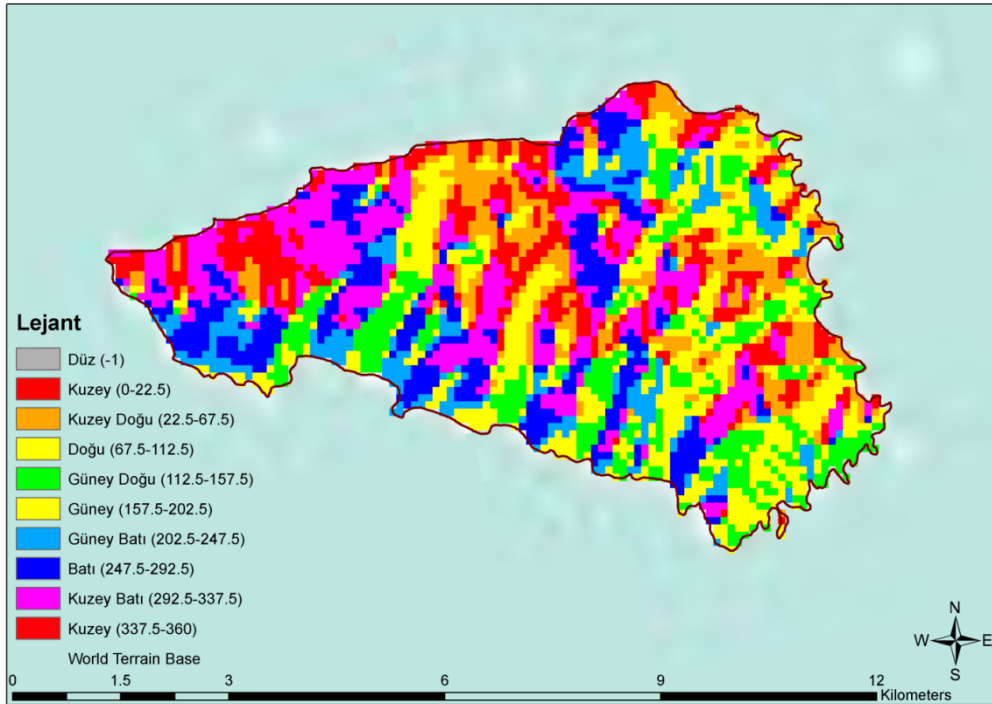 Lejant
Düz (-1)
Kuzey (0-22.5)
Kuzey Doğu (22.5-67.5)
Doğu (67.5-112.5)
Güney Doğu (112.5-157.5)
Güney (157.5-202.5)
Güney Batı (202.5-247.5)
Batı (247.5-292.5)
Kuzey Batı (292.5-337.5)
Kuzey (337.5-360)
World Terrain Base
N
W E
S
0 1.5 3 6 9 12
Kilometers